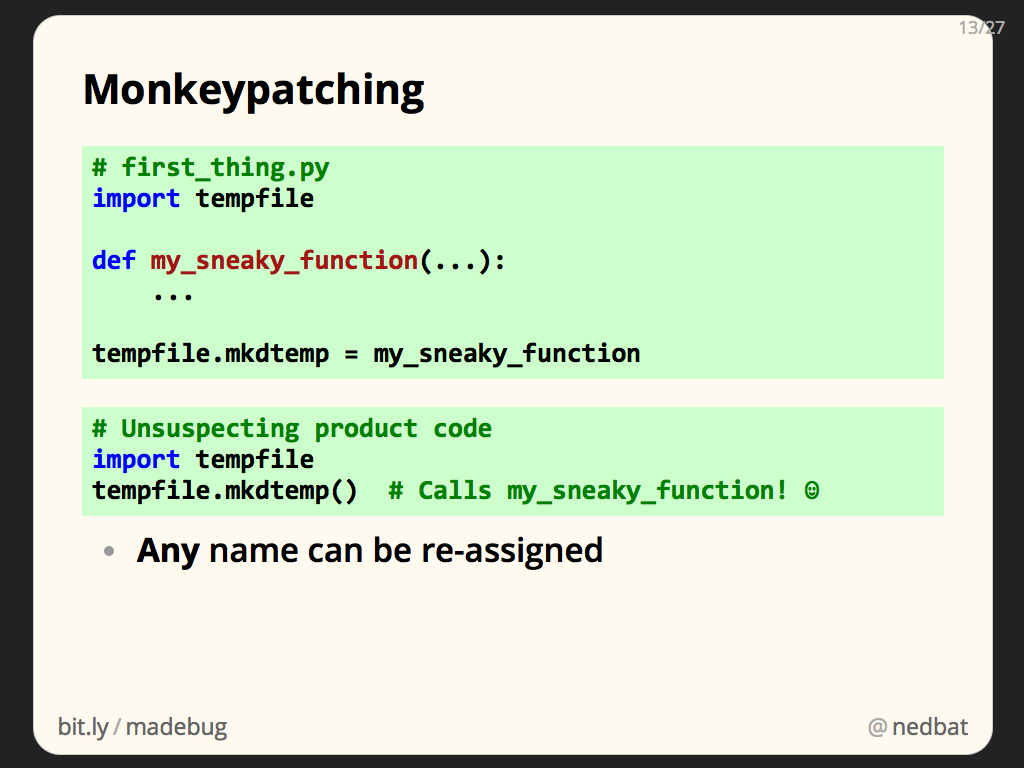 13/27
Monkeypatching
# first_thing.py
import tempfile
def my_sneaky_function(...):
    ...
tempfile.mkdtemp = my_sneaky_function
# Unsuspecting product code
import tempfile
tempfile.mkdtemp()  # Calls my_sneaky_function! ☺
• Any name can be re-assigned
bit.ly/madebug
@nedbat